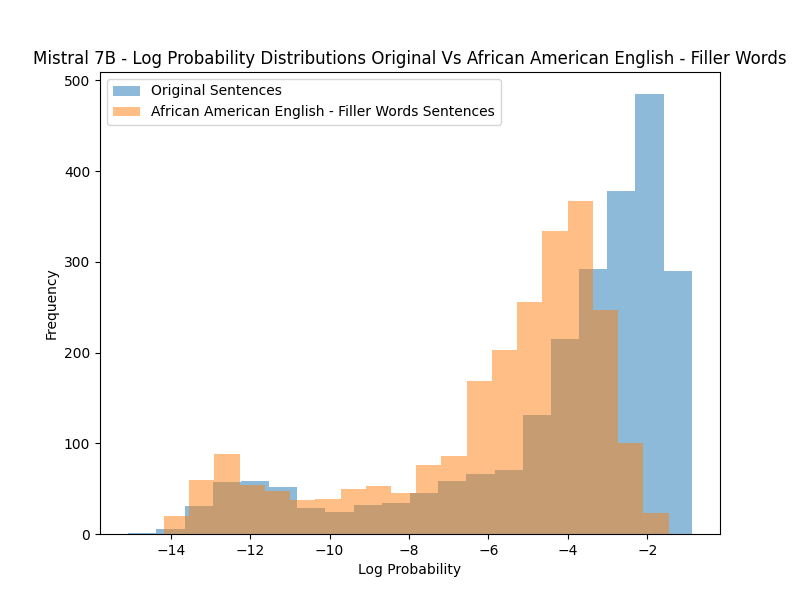 Mistral 7B - Log Probability Distributions Original Vs African American English - Filler Words
Original Sentences
African American English - Filler Words Sentences
500
400
300
200
100
0
Frequency
−14 −12 −10 −8 −6 −4 −2
Log Probability